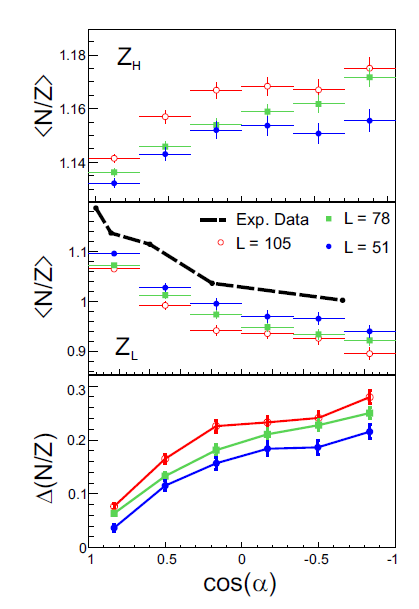 ⟨N/Z⟩
1.18
1.16
1.14
Z_H
⟨N/Z⟩
1.1
1
0.9
Exp. Data
L = 78
L = 105
L = 51
Z_L
Δ(N/Z)
0.3
0.2
0.1
0
1
0.5
0
-0.5
-1
cos(α)